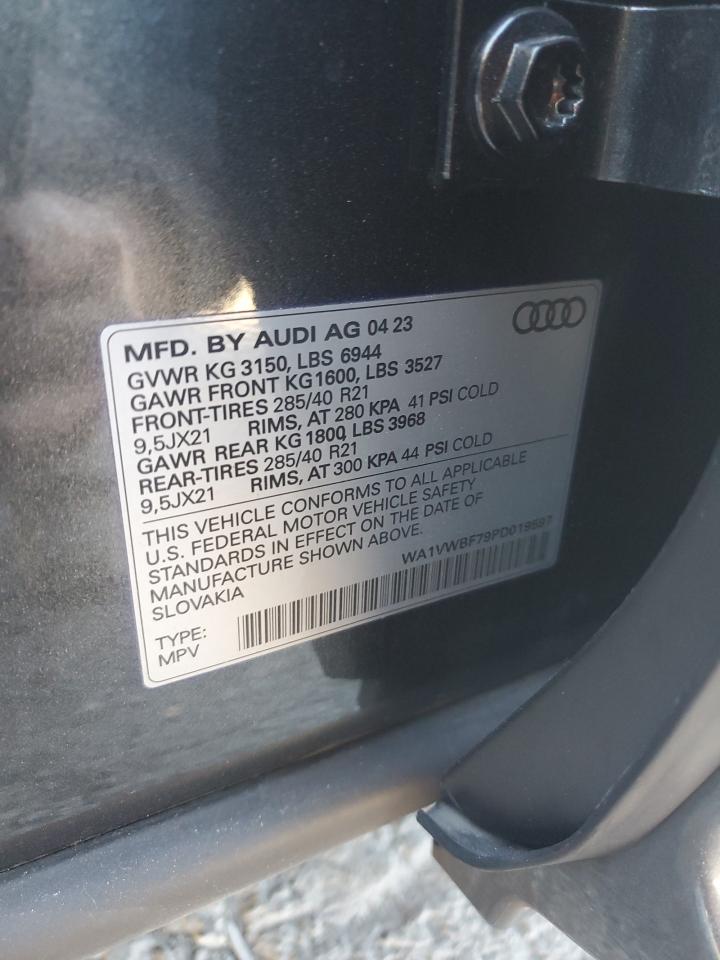 MFD. BY AUDI AG 04 23
GVWR KG 3150, LBS 6944
GAWR FRONT KG1600, LBS 3527
FRONT-TIRES 285/40 R21
9,5JX21 RIMS, AT 280 KPA 41 PSI COLD
GAWR REAR KG 1800, LBS 3968
REAR-TIRES 285/40 R21
9,5JX21 RIMS, AT 300 KPA 44 PSI COLD
THIS VEHICLE CONFORMS TO ALL APPLICABLE
U.S. FEDERAL MOTOR VEHICLE SAFETY
STANDARDS IN EFFECT ON THE DATE OF
MANUFACTURE SHOWN ABOVE.
SLOVAKIA
TYPE:
MPV